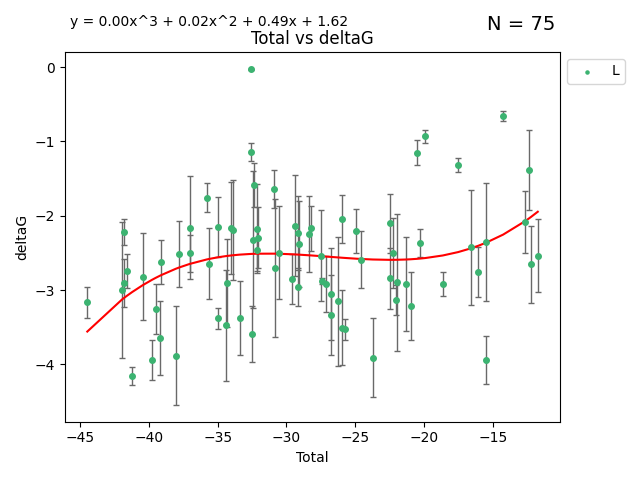 y = 0.00x^3 + 0.02x^2 + 0.49x + 1.62
N = 75
Total vs deltaG
L
0
−1
−2
−3
−4
deltaG
−45 −40 −35 −30 −25 −20 −15
Total